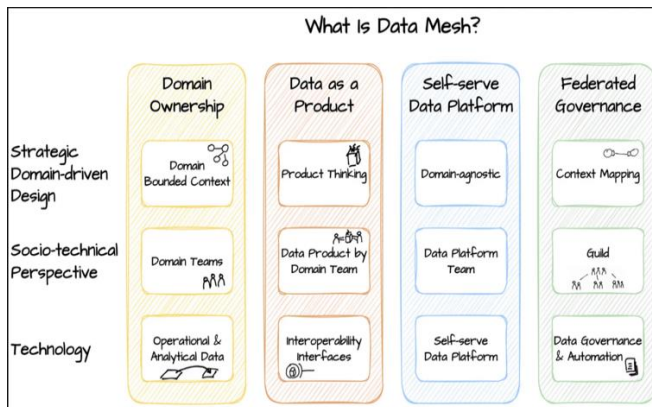 What Is Data Mesh?
Domain
Ownership
Data as a
Product
Self-serve
Data Platform
Federated
Governance
Strategic
Domain-driven
Design
Domain
Bounded Context
Product Thinking
Domain-agnostic
Context Mapping
Socio-technical
Perspective
Domain Teams
Data Product by
Domain Team
Data Platform
Team
Guild
Technology
Operational &
Analytical Data
Interoperability
Interfaces
Self-serve
Data Platform
Data Governance
& Automation